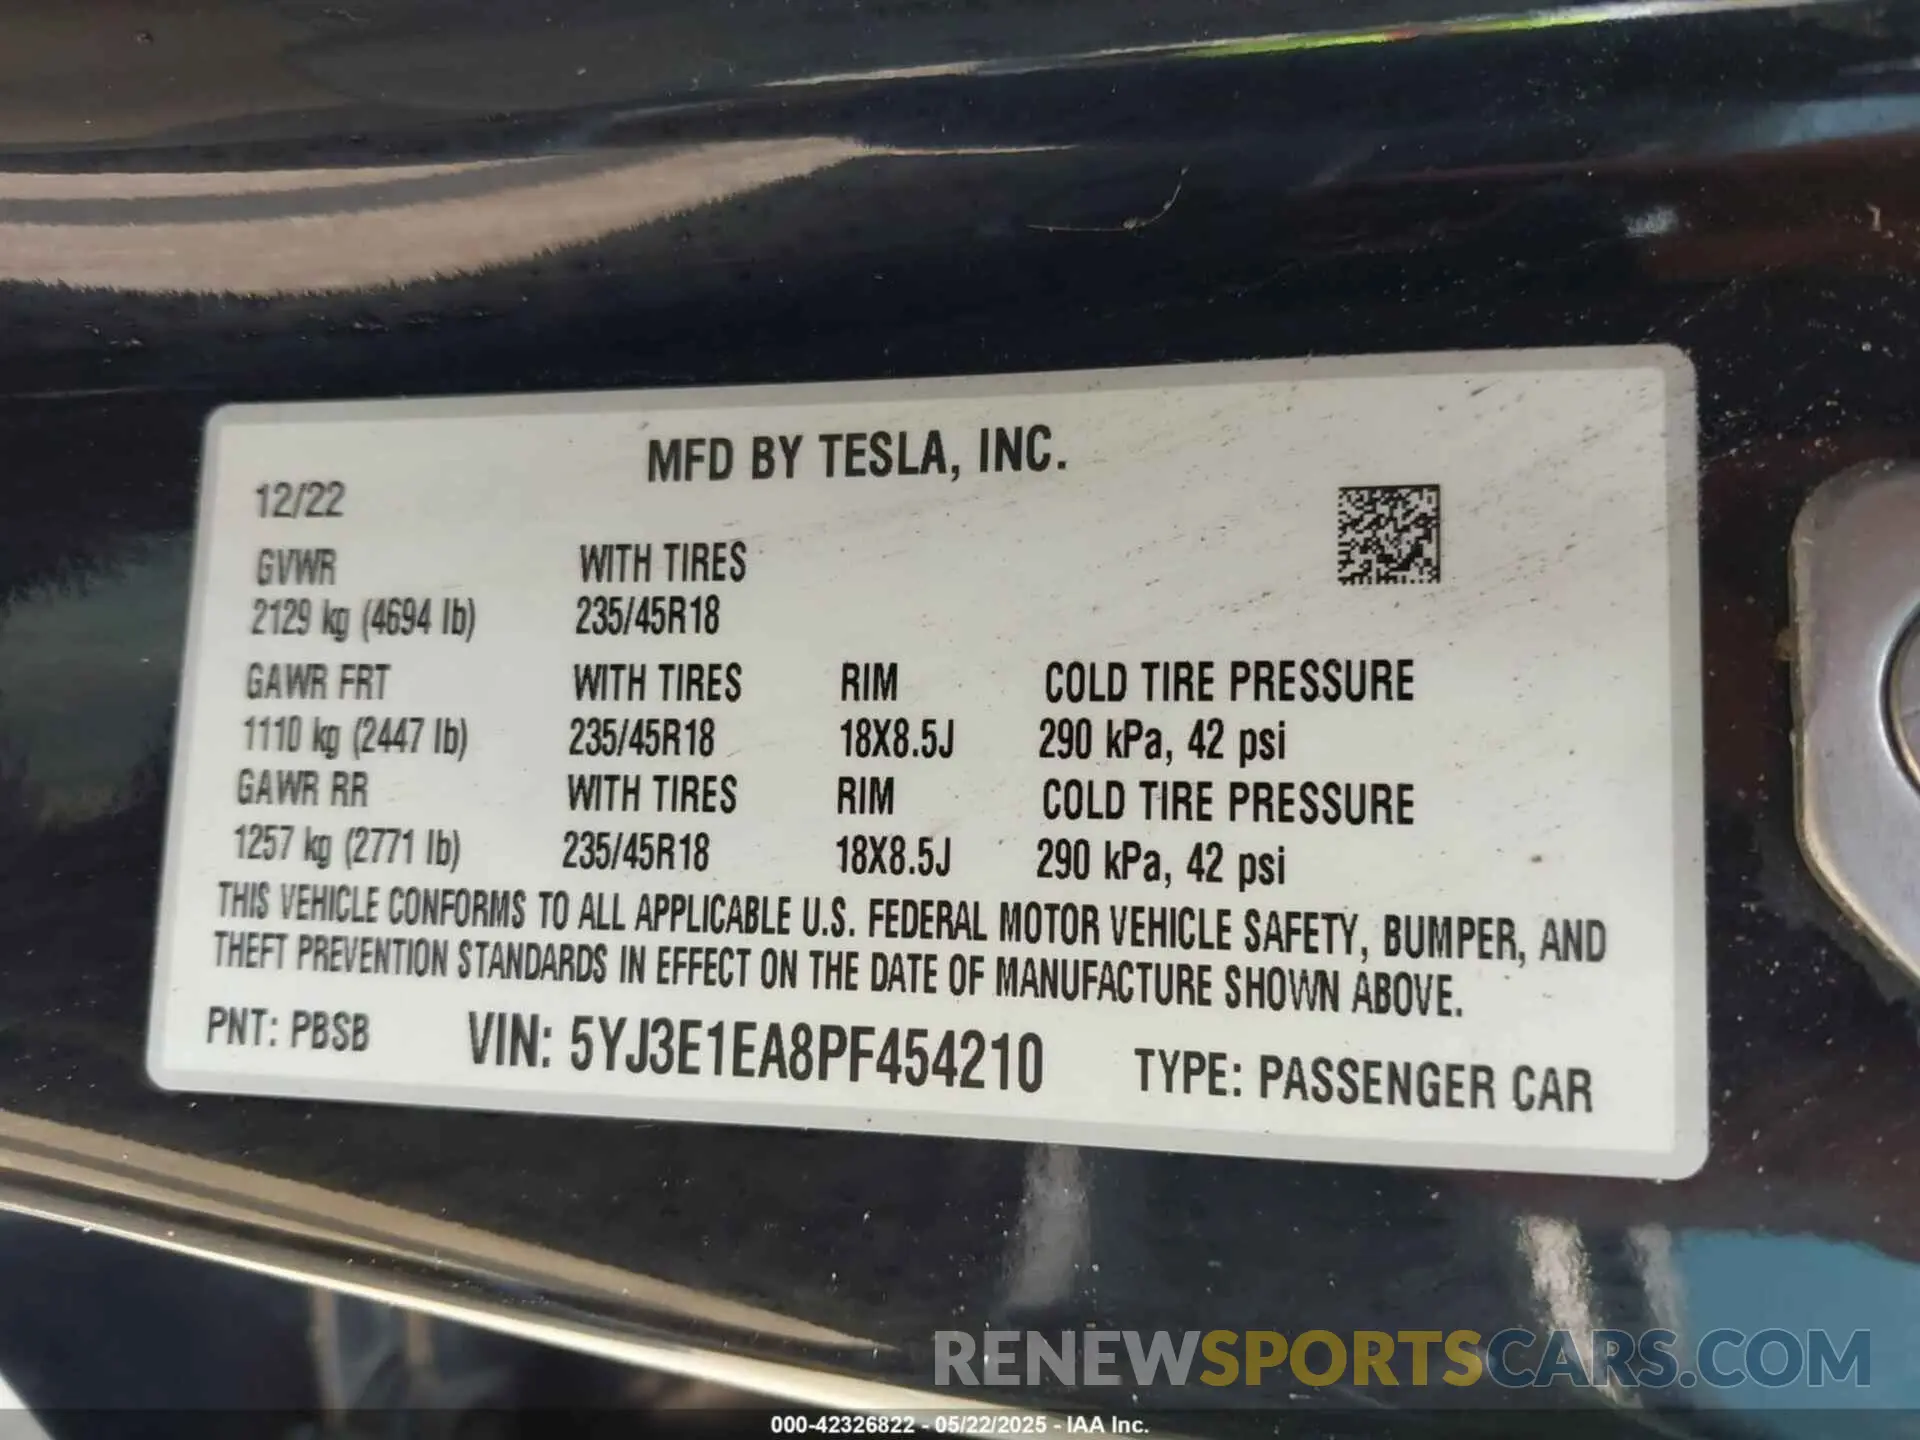 MFD BY TESLA, INC.
12/22
GVWR WITH TIRES
2129 kg (4694 lb) 235/45R18
GAWR FRT WITH TIRES RIM COLD TIRE PRESSURE
1110 kg (2447 lb) 235/45R18 18X8.5J 290 kPa, 42 psi
GAWR RR WITH TIRES RIM COLD TIRE PRESSURE
1257 kg (2771 lb) 235/45R18 18X8.5J 290 kPa, 42 psi
THIS VEHICLE CONFORMS TO ALL APPLICABLE U.S. FEDERAL MOTOR VEHICLE SAFETY, BUMPER, AND
THEFT PREVENTION STANDARDS IN EFFECT ON THE DATE OF MANUFACTURE SHOWN ABOVE.
PNT: PBSB VIN: 5YJ3E1EA8PF454210 TYPE: PASSENGER CAR
RENEWSPORTSCARS.COM
000-42326822 - 05/22/2025 - IAA Inc.